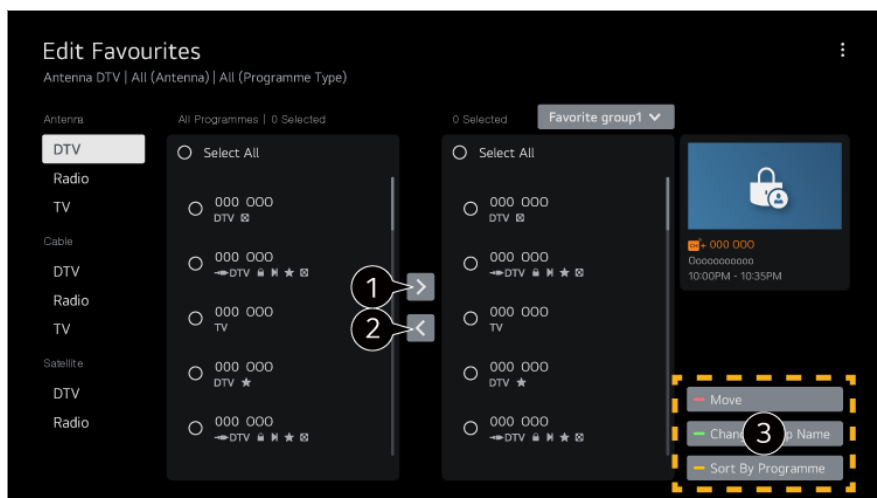 Edit Favourites
Antenna DTV | All (Antenna) | All (Programme Type)
Antenna
DTV
Radio
TV
Cable
DTV
Radio
TV
Satellite
DTV
Radio
All Programmes | 0 Selected
Select All
000 000
DTV
000 000
DTV
000 000
TV
000 000
DTV
000 000
DTV
1
2
0 Selected
Favorite group1
Select All
000 000
DTV
000 000
DTV
000 000
TV
000 000
DTV
000 000
DTV
CH+ 000 000
Ooooooooooo
10:00PM - 10:35PM
Move
3
Sort By Programme